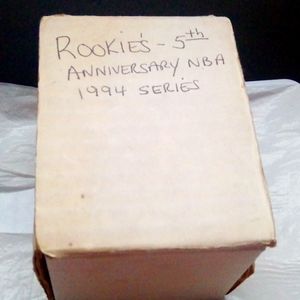 ROOKIE'S - 5th
ANNIVERSARY NBA
1994 SERIES